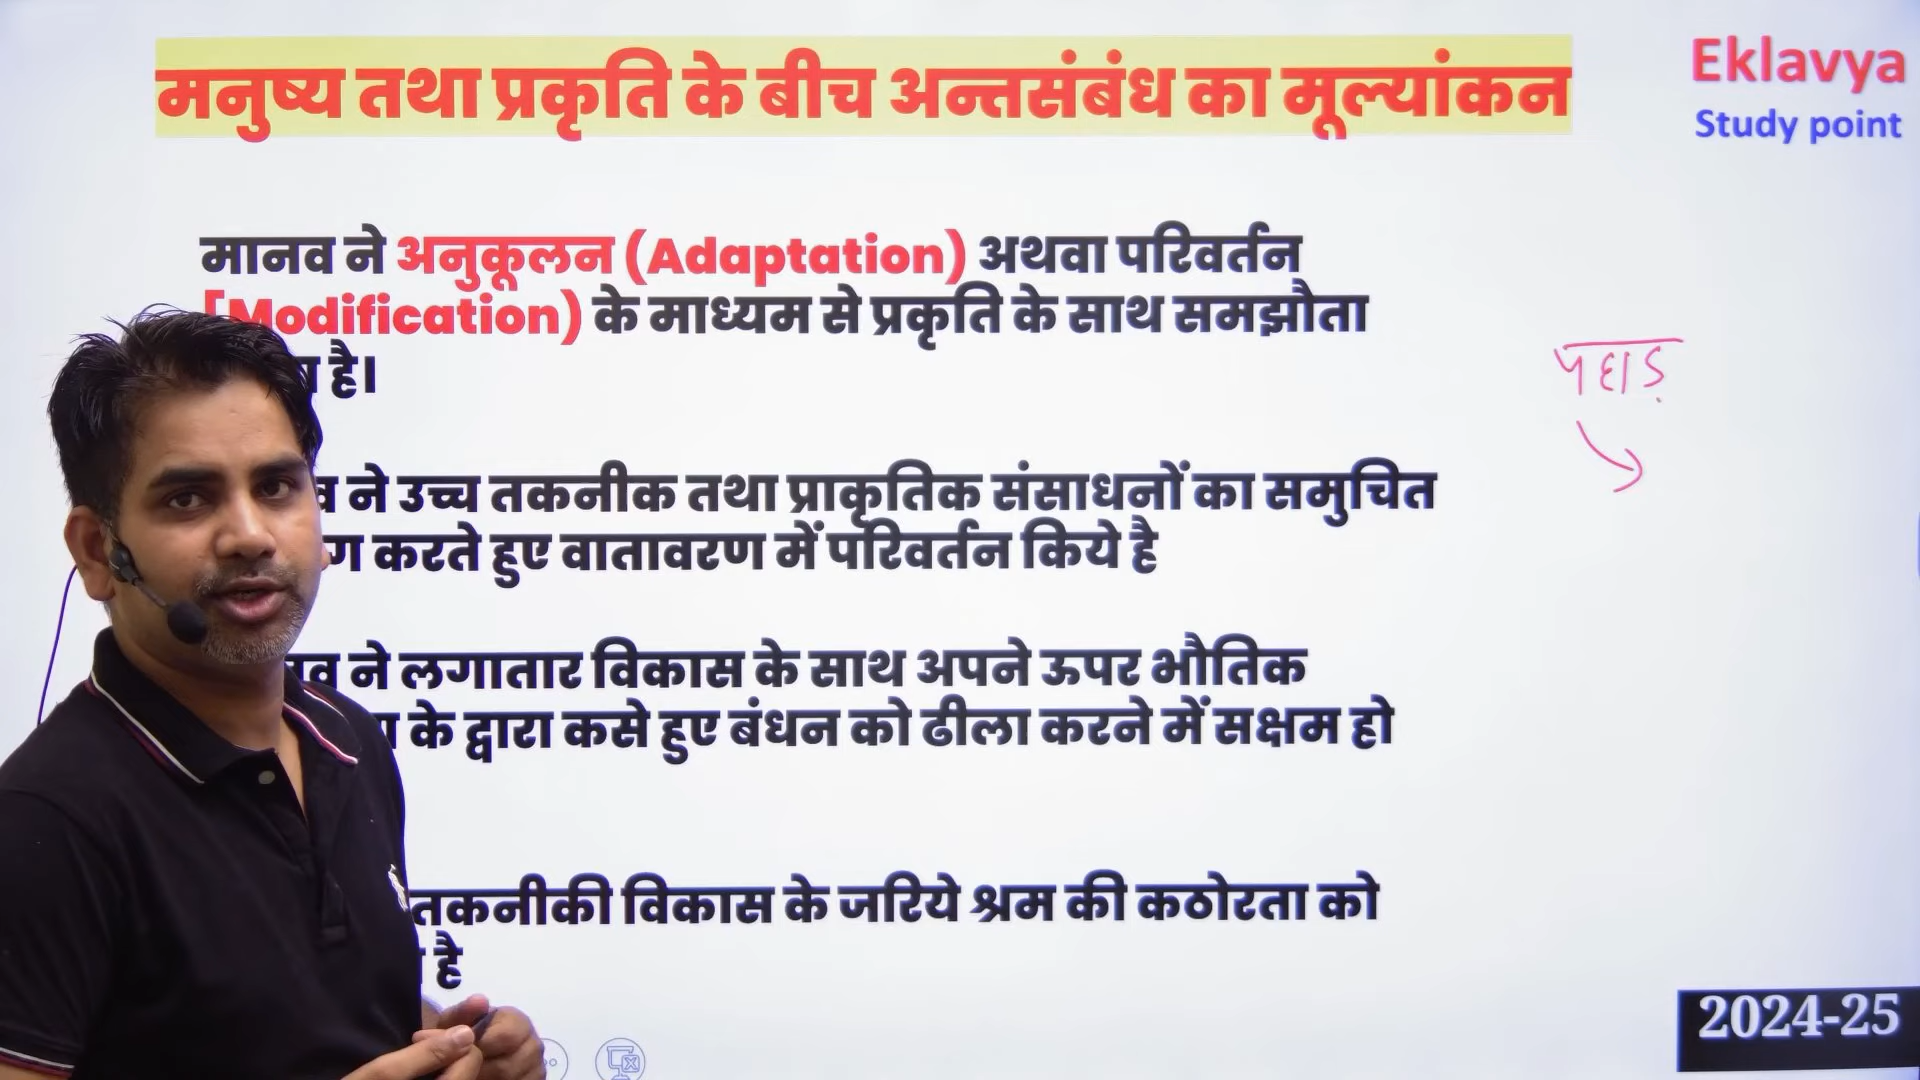 मनुष्य तथा प्रकृति के बीच अन्तसंबंध का मूल्यांकन
Eklavya
Study point
मानव ने अनुकूलन (Adaptation) अथवा परिवर्तन
[Modification) के माध्यम से प्रकृति के साथ समझौता
है।
पहाड़
ने उच्च तकनीक तथा प्राकृतिक संसाधनों का समुचित
करते हुए वातावरण में परिवर्तन किये है
ने लगातार विकास के साथ अपने ऊपर भौतिक
के द्वारा कसे हुए बंधन को ढीला करने में सक्षम हो
तकनीकी विकास के जरिये श्रम की कठोरता को
है
2024-25